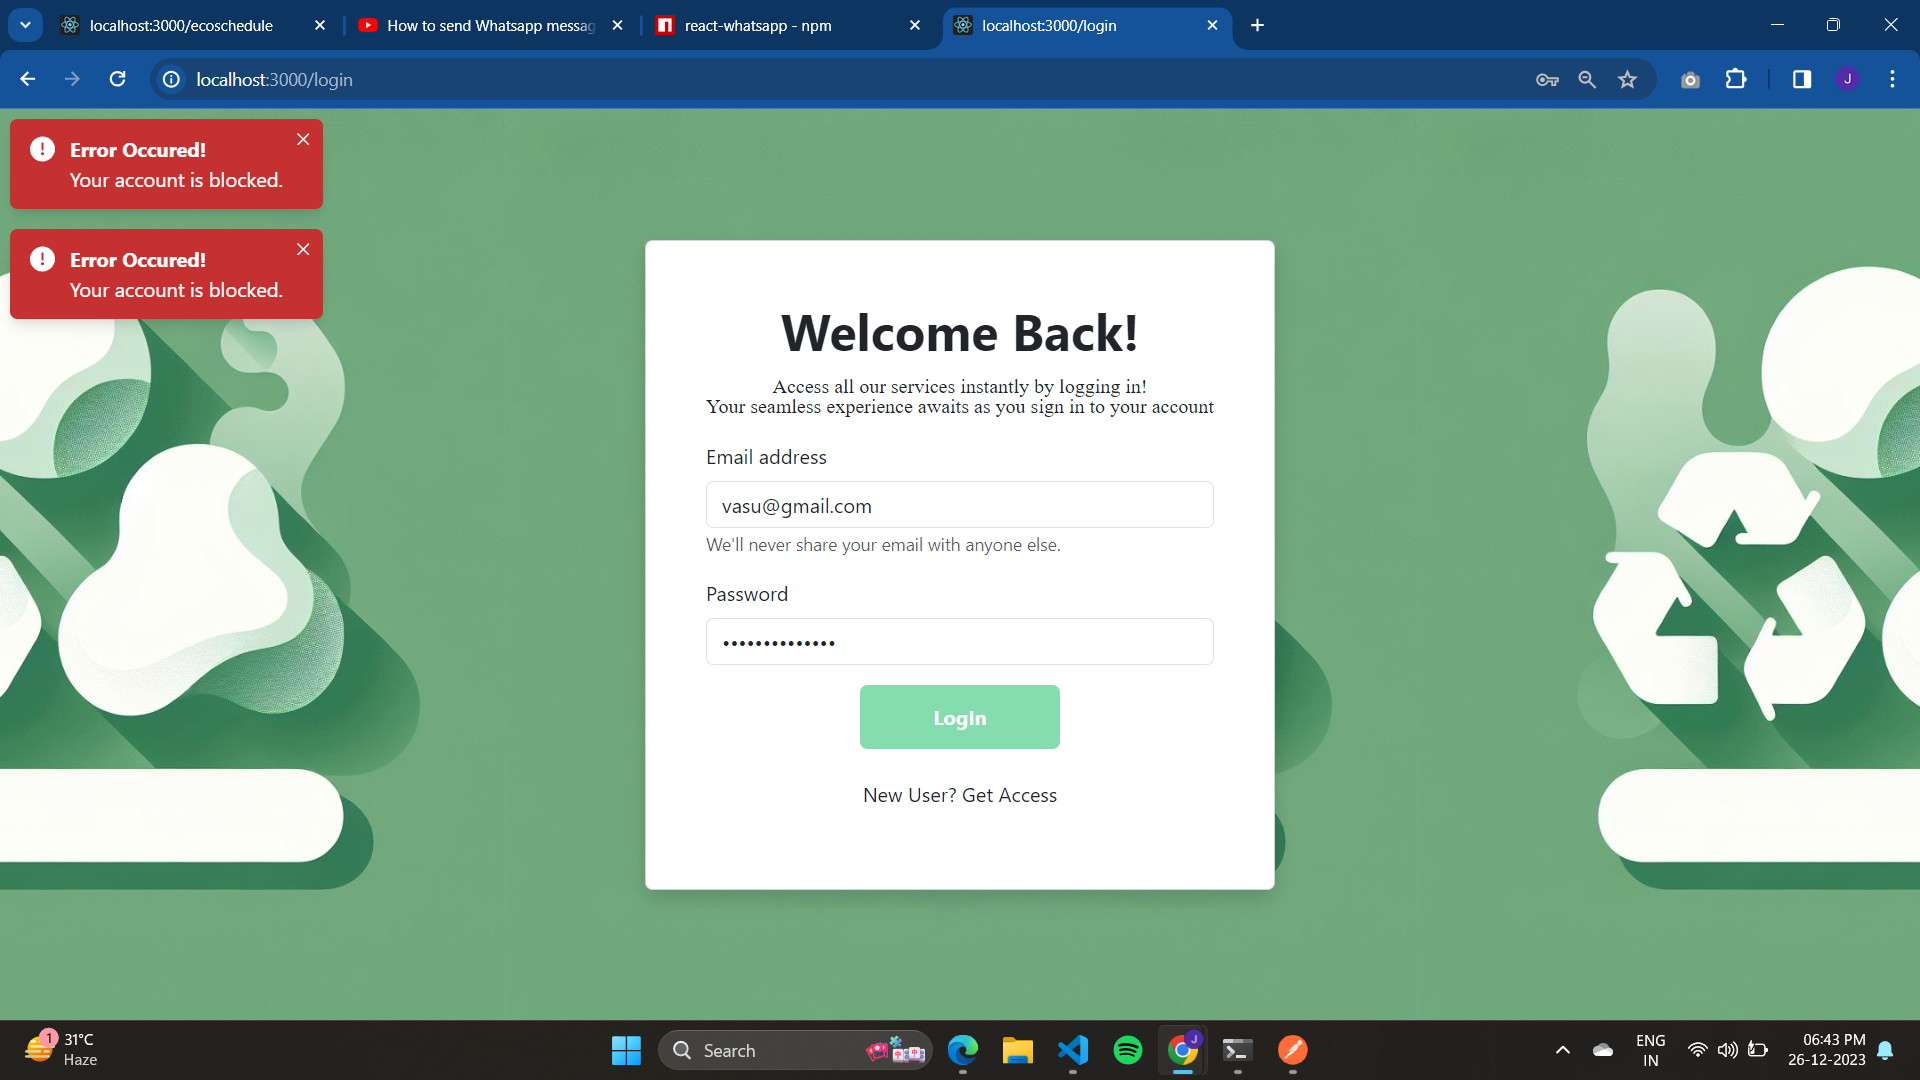 localhost:3000/ecoschedule
How to send Whatsapp messag
react-whatsapp - npm
localhost:3000/login
localhost:3000/login
J
Error Occured!
Your account is blocked.
Error Occured!
Your account is blocked.
Welcome Back!
Access all our services instantly by logging in!
Your seamless experience awaits as you sign in to your account
Email address
vasu@gmail.com
We'll never share your email with anyone else.
Password
••••••••••••••
LogIn
New User? Get Access
1
31°C
Haze
Search
J
ENG
IN
06:43 PM
26-12-2023